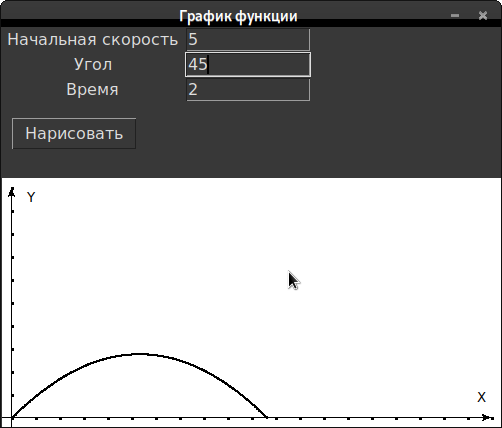 График функции
Начальная скорость 5
Угол 45
Время 2
Нарисовать
Y
X